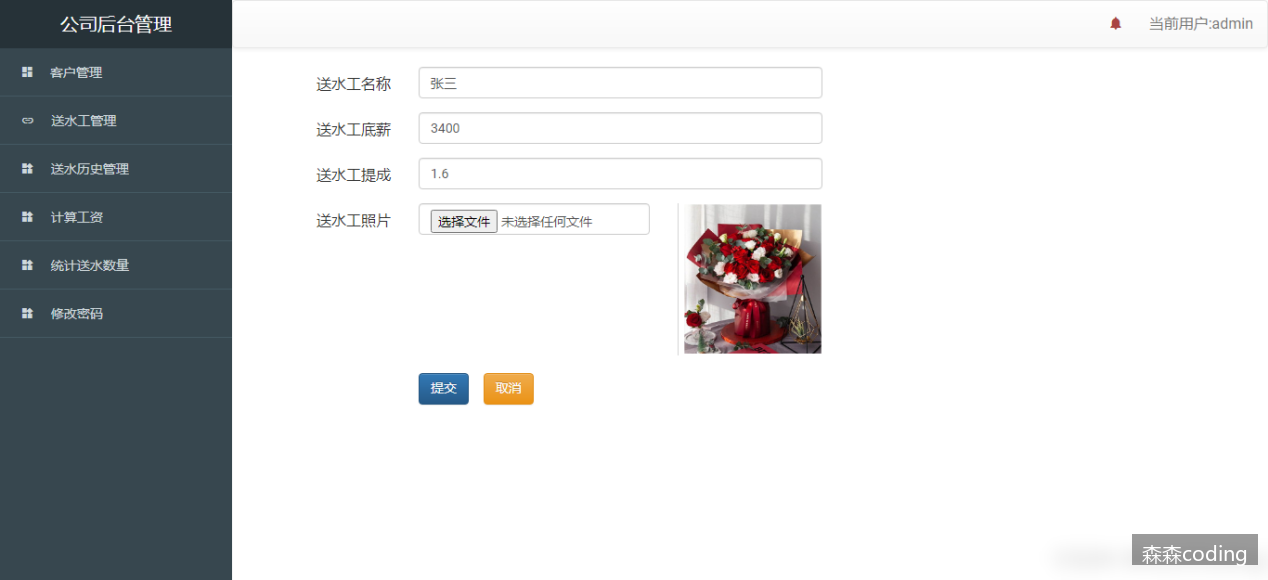 公司后台管理
当前用户:admin
客户管理
送水工管理
送水历史管理
计算工资
统计送水数量
修改密码
送水工名称
张三
送水工底薪
3400
送水工提成
1.6
送水工照片
选择文件 未选择任何文件
提交
取消
森森coding